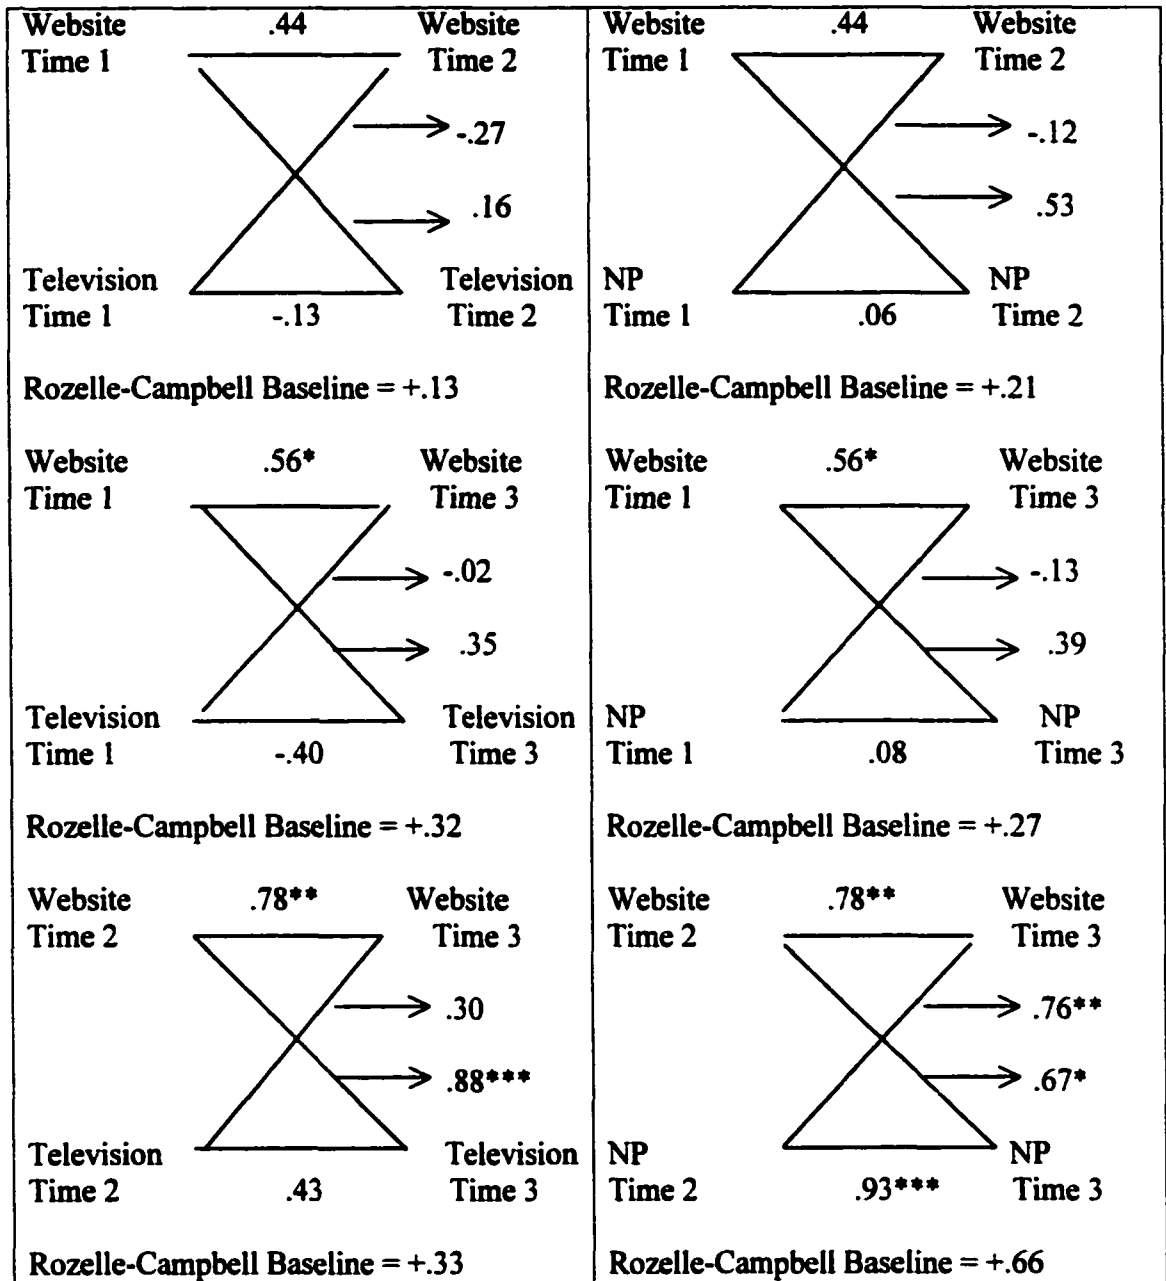 Website .44 Website
Time 1 Time 2
-.27
.16
Television Television
Time 1 -.13 Time 2
Rozelle-Campbell Baseline = +.13
Website .44 Website
Time 1 Time 2
-.12
.53
NP NP
Time 1 .06 Time 2
Rozelle-Campbell Baseline = +.21
Website .56* Website
Time 1 Time 3
-.02
.35
Television Television
Time 1 -.40 Time 3
Rozelle-Campbell Baseline = +.32
Website .56* Website
Time 1 Time 3
-.13
.39
NP NP
Time 1 .08 Time 3
Rozelle-Campbell Baseline = +.27
Website .78** Website
Time 2 Time 3
.30
.88***
Television Television
Time 2 .43 Time 3
Rozelle-Campbell Baseline = +.33
Website .78** Website
Time 2 Time 3
.76**
.67*
NP NP
Time 2 .93*** Time 3
Rozelle-Campbell Baseline = +.66